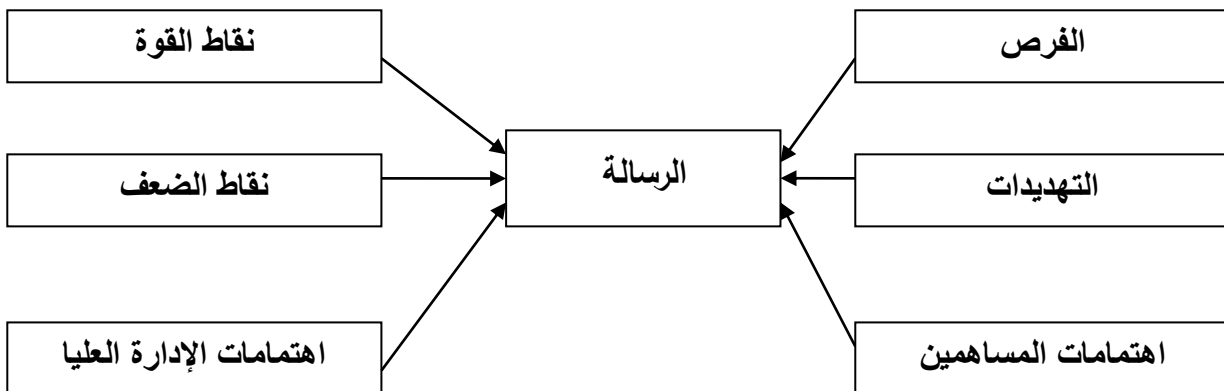 الفرص
نقاط القوة
الرسالة
التهديدات
نقاط الضعف
اهتمامات المساهمين
اهتمامات الإدارة العليا